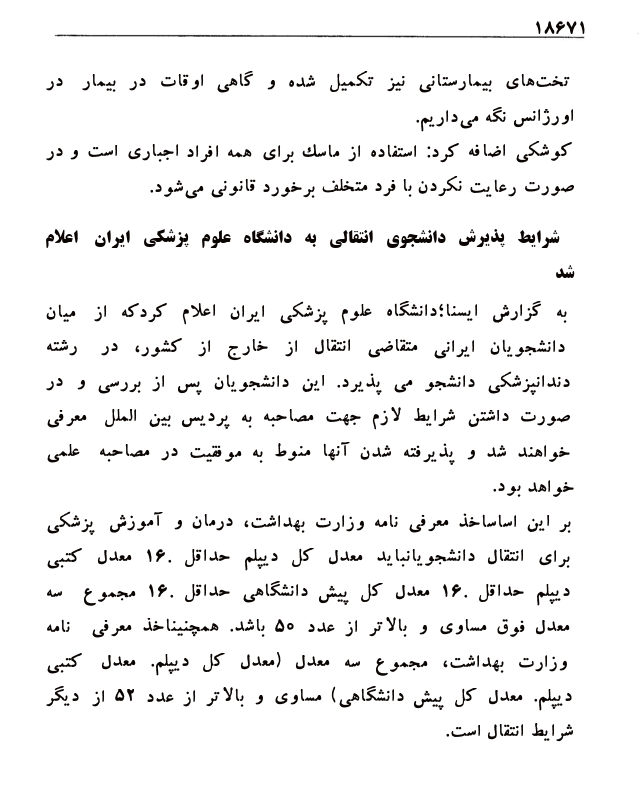 ۱۸۶۷۱
تخت‌های بیمارستانی نیز تکمیل شده و گاهی اوقات در بیمار در
اورژانس نگه می‌داریم.
کوشکی اضافه کرد: استفاده از ماسك برای همه افراد اجباری است و در
صورت رعایت نکردن با فرد متخلف برخورد قانونی می‌شود.
شرایط پذیرش دانشجوی انتقالی به دانشگاه علوم پزشکی ایران اعلام
شد
به گزارش ایسنا؛دانشگاه علوم پزشکی ایران اعلام کردکه از میان
دانشجویان ایرانی متقاضی انتقال از خارج از کشور، در رشته
دندانپزشکی دانشجو می پذیرد. این دانشجویان پس از بررسی و در
صورت داشتن شرایط لازم جهت مصاحبه به پردیس بین الملل معرفی
خواهند شد و پذیرفته شدن آنها منوط به موفقیت در مصاحبه علمی
خواهد بود.
بر این اساساخذ معرفی نامه وزارت بهداشت، درمان و آموزش پزشکی
برای انتقال دانشجویانباید معدل کل دیپلم حداقل ۱۶. معدل کتبی
دیپلم حداقل ۱۶. معدل کل پیش دانشگاهی حداقل ۱۶. مجموع سه
معدل فوق مساوی و بالاتر از عدد ۵۰ باشد. همچنیناخذ معرفی نامه
وزارت بهداشت، مجموع سه معدل (معدل کل دیپلم. معدل کتبی
دیپلم. معدل کل پیش دانشگاهی) مساوی و بالاتر از عدد ۵۲ از دیگر
شرایط انتقال است.